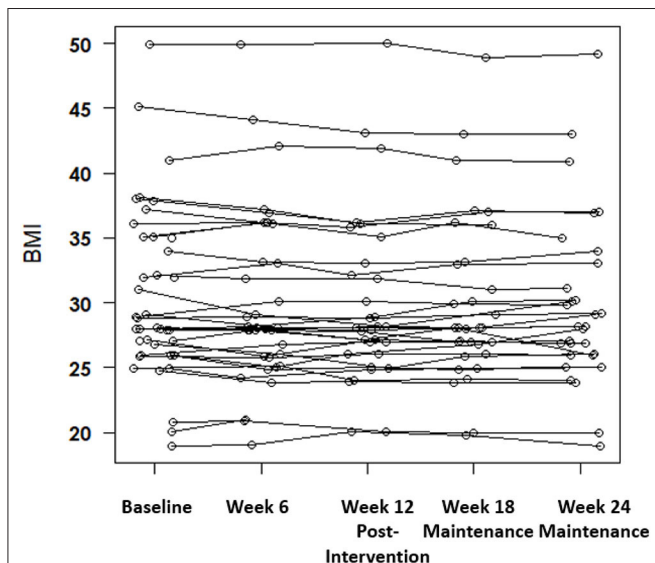 50
45
40
35
30
25
20
BMI
Baseline Week 6 Week 12 Week 18 Week 24
Post- Maintenance Maintenance
Intervention